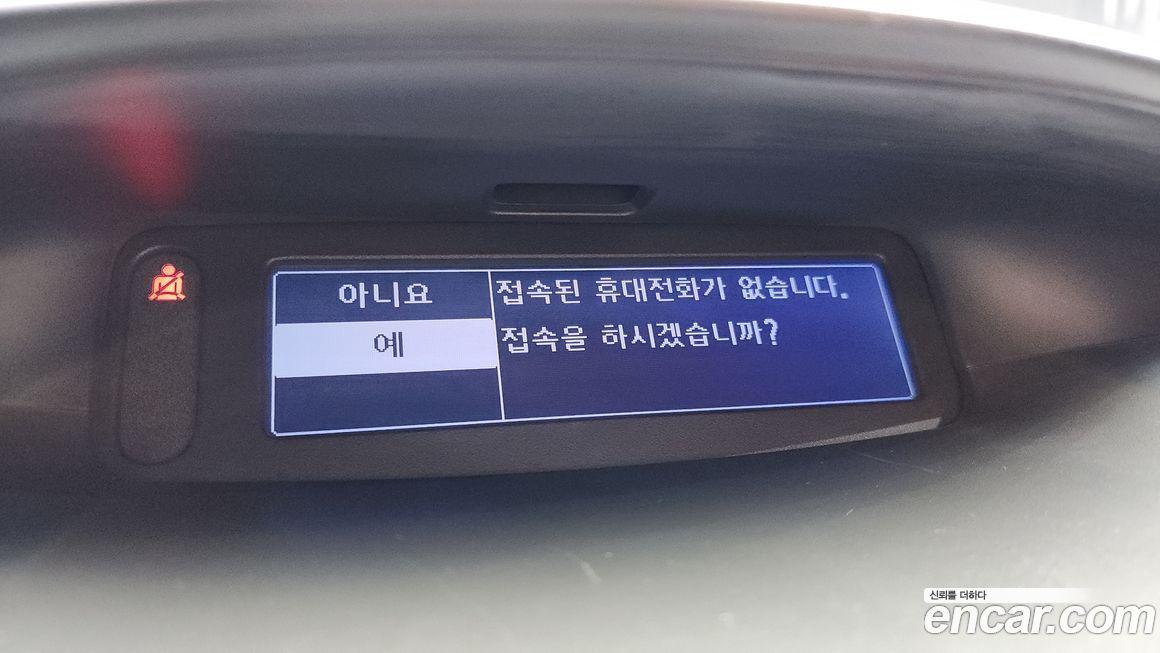 아니요
예
접속된 휴대전화가 없습니다.
접속을 하시겠습니까?
신뢰를 더하다
encar.com